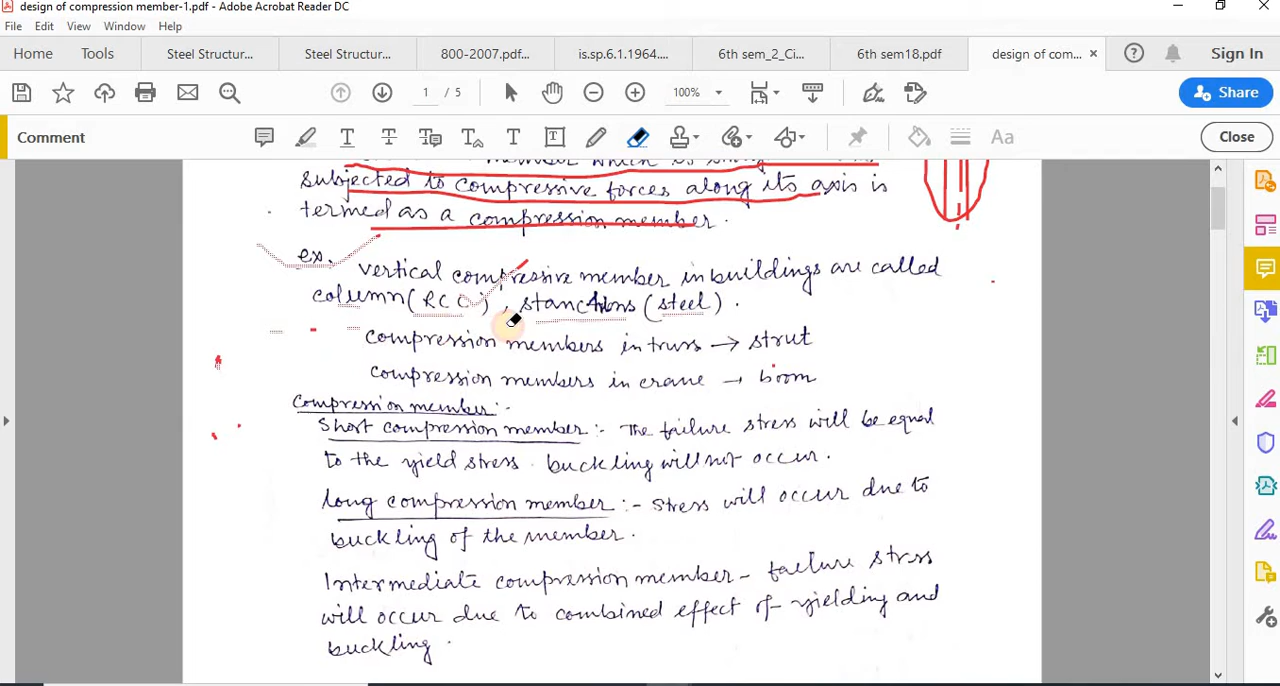 design of compression member-1.pdf - Adobe Acrobat Reader DC
File Edit View Window Help
Home Tools Steel Structur... Steel Structur... 800-2007.pdf... is.sp.6.1.1964.... 6th sem_2_Ci... 6th sem18.pdf design of com... Sign In
1 / 5 100% Share
Comment Aa Close
member which is
subjected to compressive forces along its axis is
termed as a compression member.
ex. vertical compressive member in buildings are called
column (RCC), stanctions (steel).
compression members in truss → strut
compression members in crane → boom
Compression member:-
Short compression member:- The failure stress will be equal
to the yield stress. buckling will not occur.
long compression member:- stress will occur due to
buckling of the member.
Intermediate compression member- failure stress
will occur due to combined effect of yielding and
buckling.